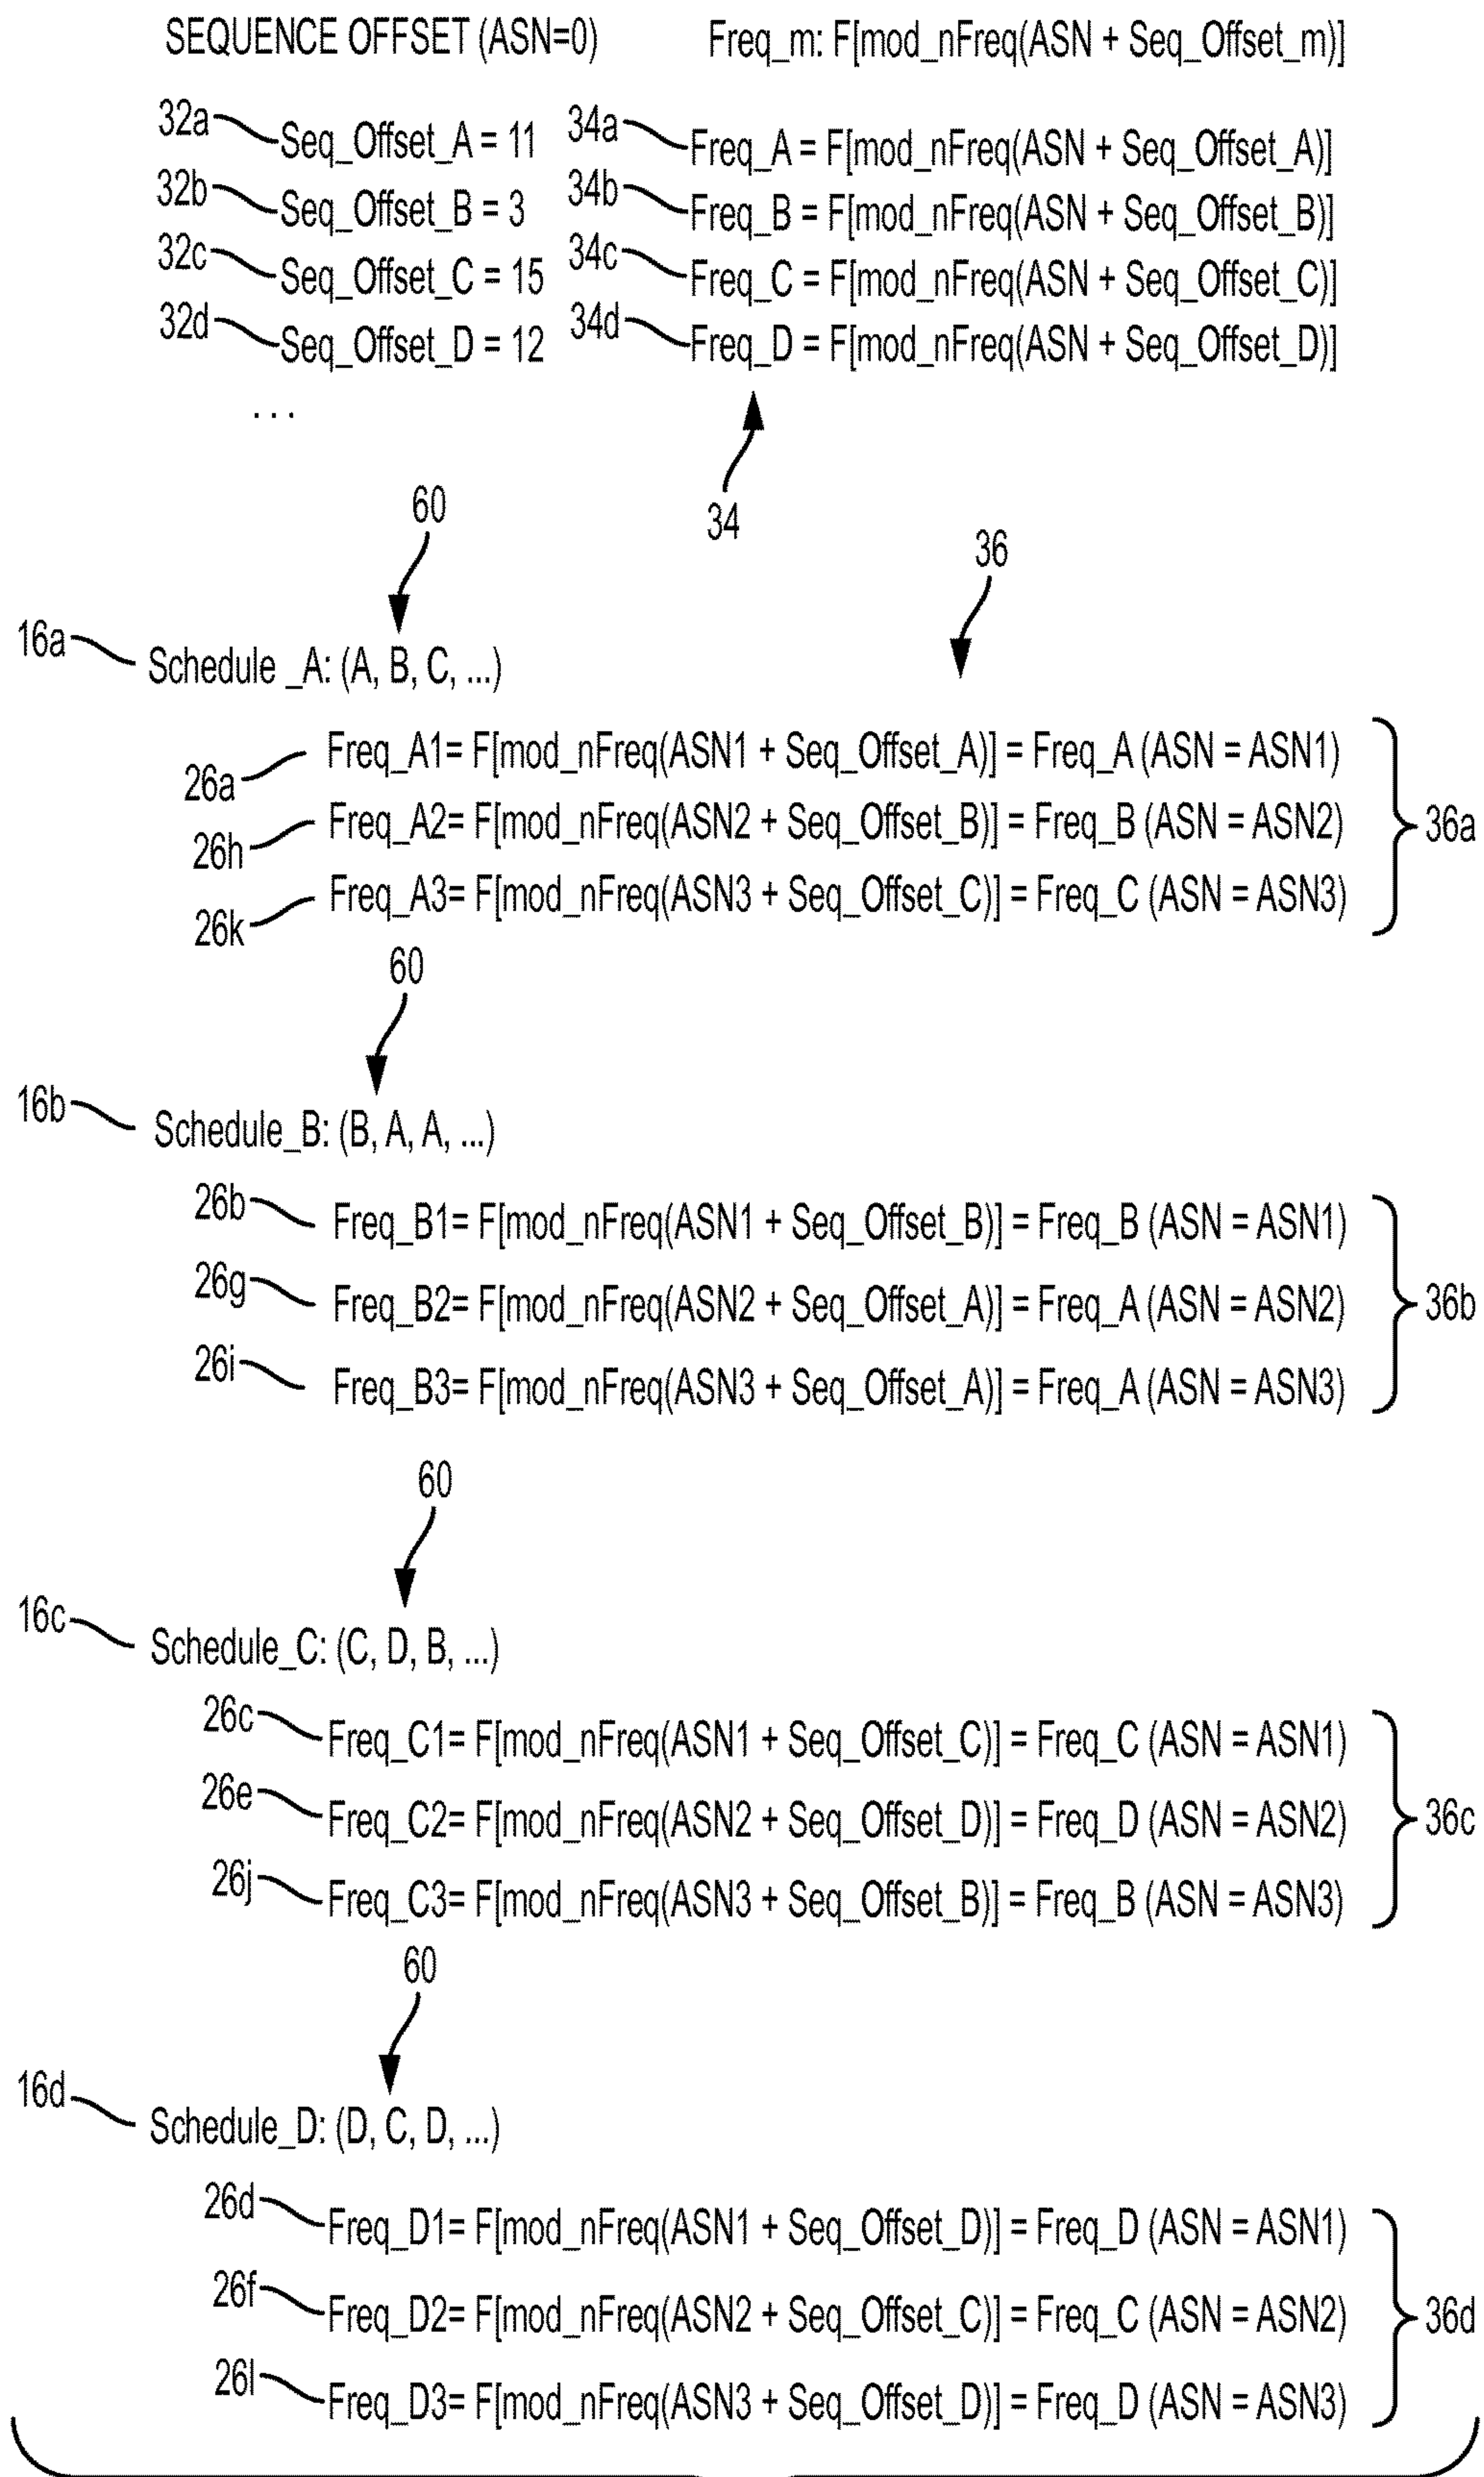 SEQUENCE OFFSET (ASN=0) Freq_m: F[mod_nFreq(ASN + Seq_Offset_m)]
32a Seq_Offset_A = 11 34a Freq_A = F[mod_nFreq(ASN + Seq_Offset_A)]
32b Seq_Offset_B = 3 34b Freq_B = F[mod_nFreq(ASN + Seq_Offset_B)]
32c Seq_Offset_C = 15 34c Freq_C = F[mod_nFreq(ASN + Seq_Offset_C)]
32d Seq_Offset_D = 12 34d Freq_D = F[mod_nFreq(ASN + Seq_Offset_D)]
...
60 34 36
16a Schedule _A: (A, B, C, ...)
26a Freq_A1= F[mod_nFreq(ASN1 + Seq_Offset_A)] = Freq_A (ASN = ASN1)
26h Freq_A2= F[mod_nFreq(ASN2 + Seq_Offset_B)] = Freq_B (ASN = ASN2) 36a
26k Freq_A3= F[mod_nFreq(ASN3 + Seq_Offset_C)] = Freq_C (ASN = ASN3)
60
16b Schedule_B: (B, A, A, ...)
26b Freq_B1= F[mod_nFreq(ASN1 + Seq_Offset_B)] = Freq_B (ASN = ASN1)
26g Freq_B2= F[mod_nFreq(ASN2 + Seq_Offset_A)] = Freq_A (ASN = ASN2) 36b
26i Freq_B3= F[mod_nFreq(ASN3 + Seq_Offset_A)] = Freq_A (ASN = ASN3)
60
16c Schedule_C: (C, D, B, ...)
26c Freq_C1= F[mod_nFreq(ASN1 + Seq_Offset_C)] = Freq_C (ASN = ASN1)
26e Freq_C2= F[mod_nFreq(ASN2 + Seq_Offset_D)] = Freq_D (ASN = ASN2) 36c
26j Freq_C3= F[mod_nFreq(ASN3 + Seq_Offset_B)] = Freq_B (ASN = ASN3)
60
16d Schedule_D: (D, C, D, ...)
26d Freq_D1= F[mod_nFreq(ASN1 + Seq_Offset_D)] = Freq_D (ASN = ASN1)
26f Freq_D2= F[mod_nFreq(ASN2 + Seq_Offset_C)] = Freq_C (ASN = ASN2) 36d
26l Freq_D3= F[mod_nFreq(ASN3 + Seq_Offset_D)] = Freq_D (ASN = ASN3)